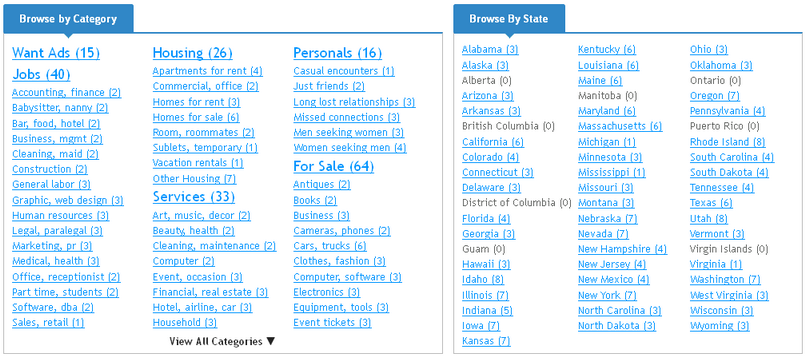 Browse by Category
Want Ads (15)
Jobs (40)
Accounting, finance (2)
Babysitter, nanny (2)
Bar, food, hotel (2)
Business, mgmt (2)
Cleaning, maid (2)
Construction (2)
General labor (3)
Graphic, web design (3)
Human resources (3)
Legal, paralegal (3)
Marketing, pr (3)
Medical, health (3)
Office, receptionist (2)
Part time, students (2)
Software, dba (2)
Sales, retail (1)
Housing (26)
Apartments for rent (4)
Commercial, office (2)
Homes for rent (3)
Homes for sale (6)
Room, roommates (2)
Sublets, temporary (1)
Vacation rentals (1)
Other Housing (7)
Services (33)
Art, music, decor (2)
Beauty, health (2)
Cleaning, maintenance (2)
Computer (2)
Event, occasion (3)
Financial, real estate (3)
Hotel, airline, car (3)
Household (3)
Personals (16)
Casual encounters (1)
Just friends (2)
Long lost relationships (3)
Missed connections (3)
Men seeking women (3)
Women seeking men (4)
For Sale (64)
Antiques (2)
Books (2)
Business (3)
Cameras, phones (2)
Cars, trucks (6)
Clothes, fashion (3)
Computer, software (3)
Electronics (3)
Equipment, tools (3)
Event tickets (3)
View All Categories ▼
Browse By State
Alabama (3)
Alaska (3)
Alberta (0)
Arizona (3)
Arkansas (3)
British Columbia (0)
California (6)
Colorado (4)
Connecticut (3)
Delaware (3)
District of Columbia (0)
Florida (4)
Georgia (3)
Guam (0)
Hawaii (3)
Idaho (8)
Illinois (7)
Indiana (5)
Iowa (7)
Kansas (7)
Kentucky (6)
Louisiana (6)
Maine (6)
Manitoba (0)
Maryland (6)
Massachusetts (6)
Michigan (1)
Minnesota (3)
Mississippi (1)
Missouri (3)
Montana (3)
Nebraska (7)
Nevada (7)
New Hampshire (4)
New Jersey (4)
New Mexico (4)
New York (7)
North Carolina (3)
North Dakota (3)
Ohio (3)
Oklahoma (3)
Ontario (0)
Oregon (7)
Pennsylvania (4)
Puerto Rico (0)
Rhode Island (8)
South Carolina (4)
South Dakota (4)
Tennessee (4)
Texas (6)
Utah (8)
Vermont (3)
Virgin Islands (0)
Virginia (1)
Washington (7)
West Virginia (3)
Wisconsin (3)
Wyoming (3)